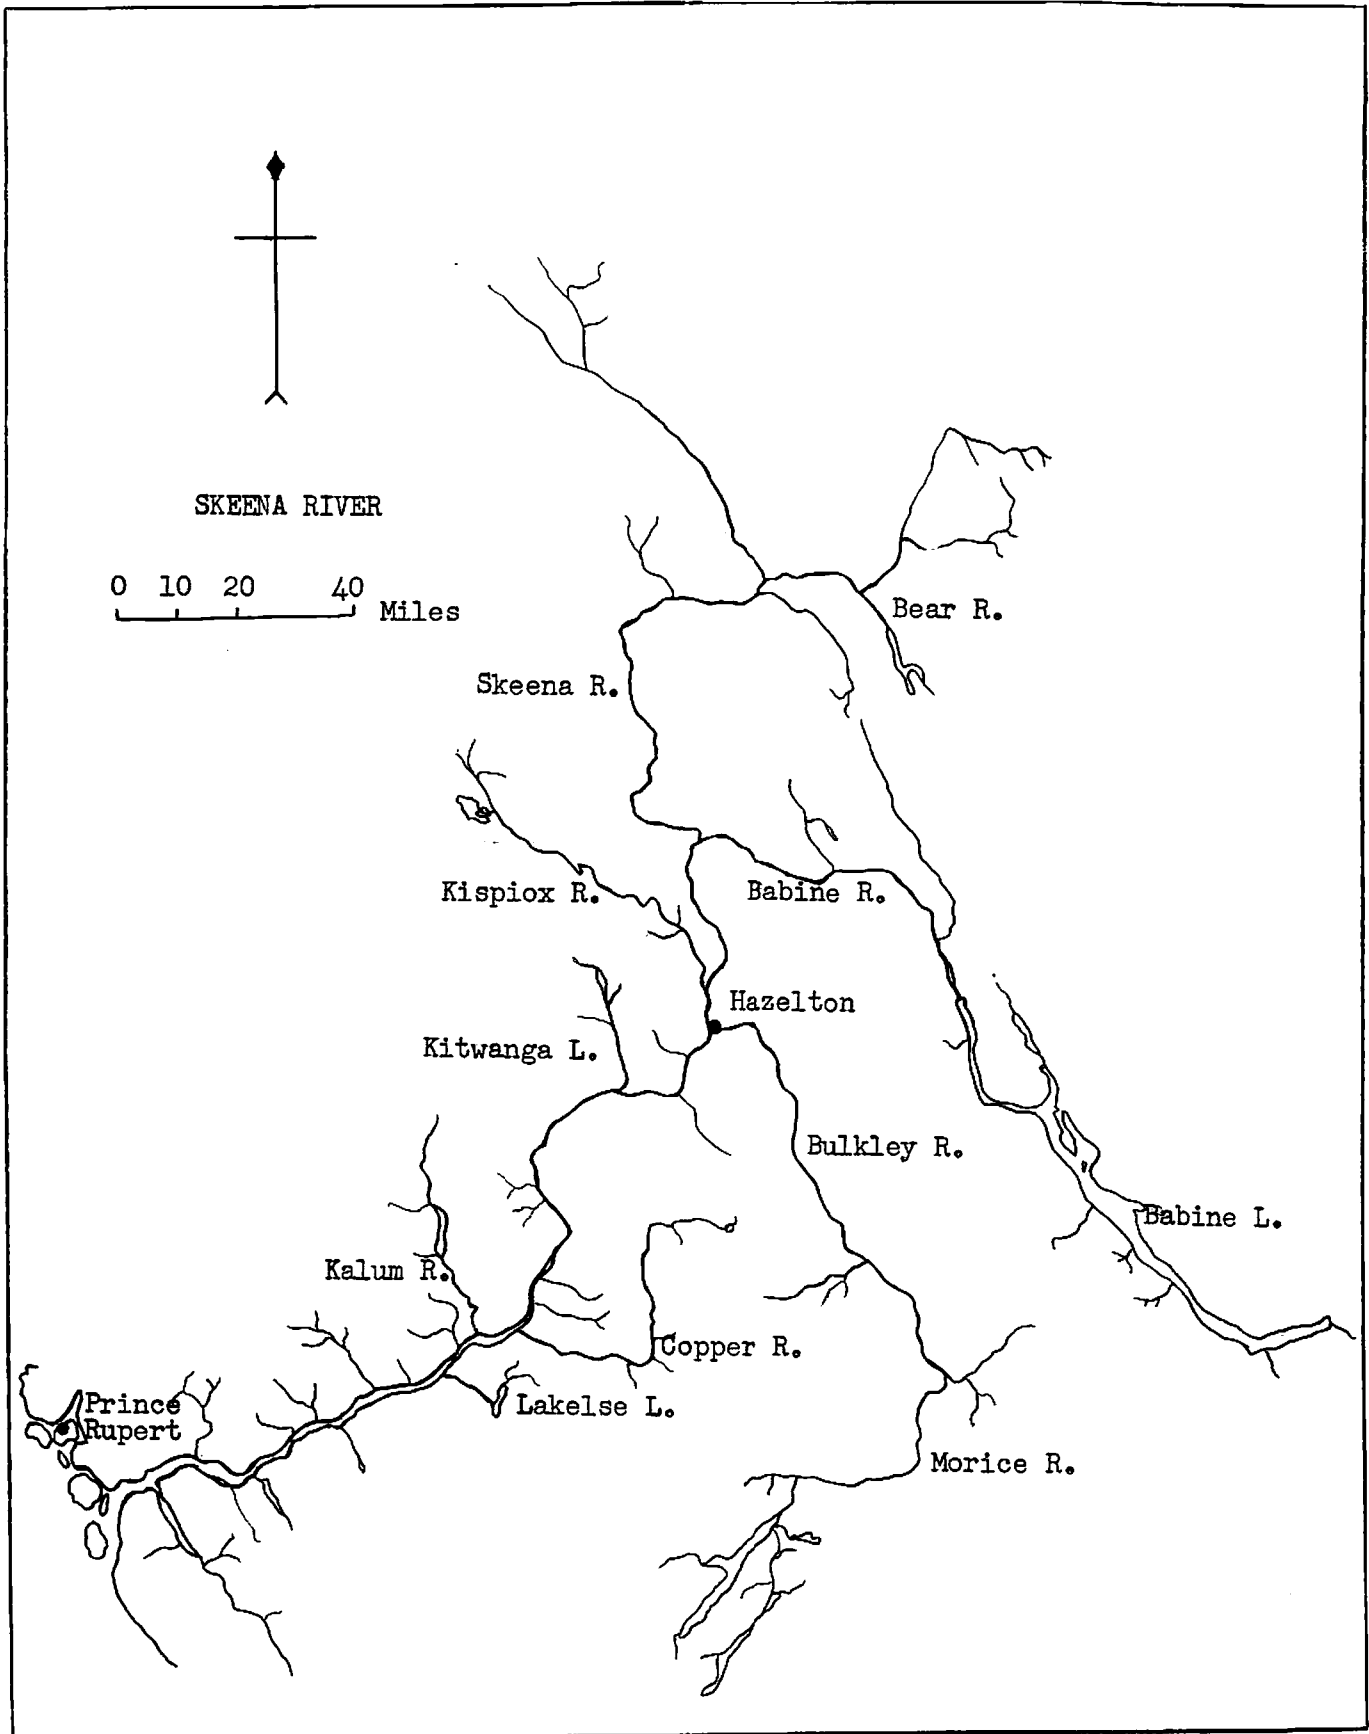 SKEENA RIVER
0 10 20 40
Miles
Bear R.
Skeena R.
Kispiox R.
Babine R.
Hazelton
Kitwanga L.
Bulkley R.
Babine L.
Kalum R.
Copper R.
Lakelse L.
Prince
Rupert
Morice R.